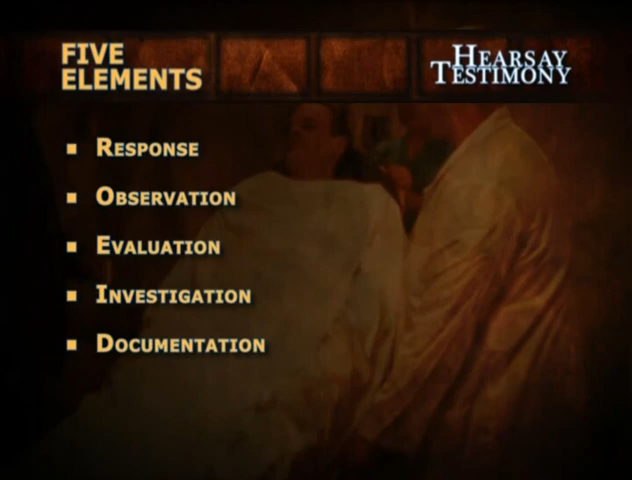 FIVE
ELEMENTS
HEARSAY
TESTIMONY
▪ RESPONSE
▪ OBSERVATION
▪ EVALUATION
▪ INVESTIGATION
▪ DOCUMENTATION